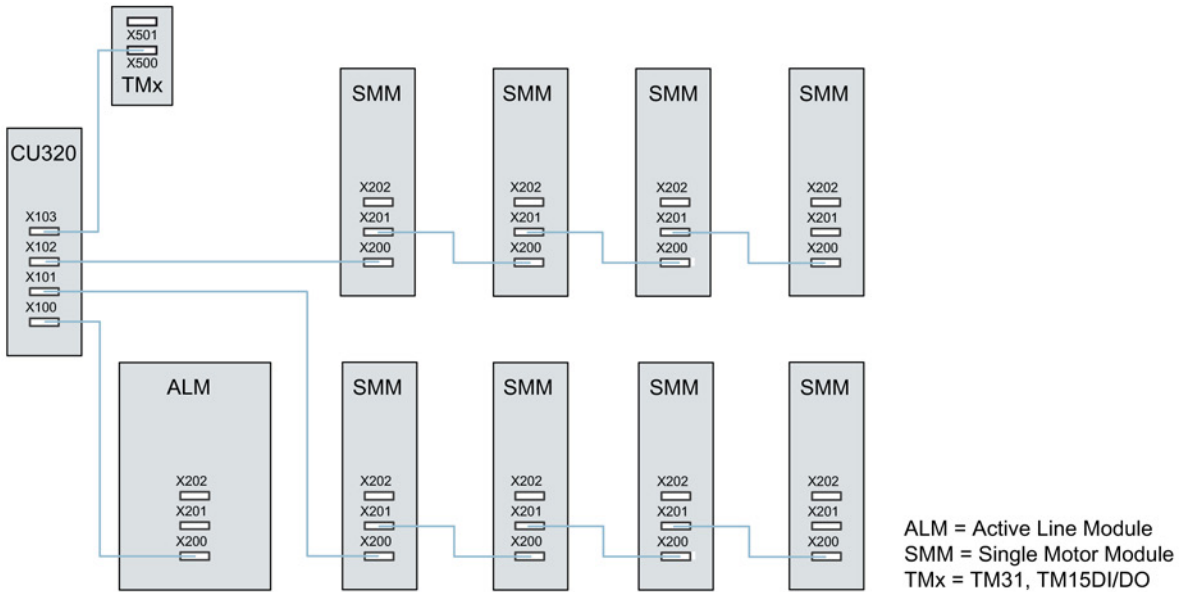 X501
X500
TMx
CU320
X103
X102
X101
X100
SMM
X202
X201
X200
SMM
X202
X201
X200
SMM
X202
X201
X200
SMM
X202
X201
X200
ALM
X202
X201
X200
SMM
X202
X201
X200
SMM
X202
X201
X200
SMM
X202
X201
X200
SMM
X202
X201
X200
ALM = Active Line Module
SMM = Single Motor Module
TMx = TM31, TM15DI/DO